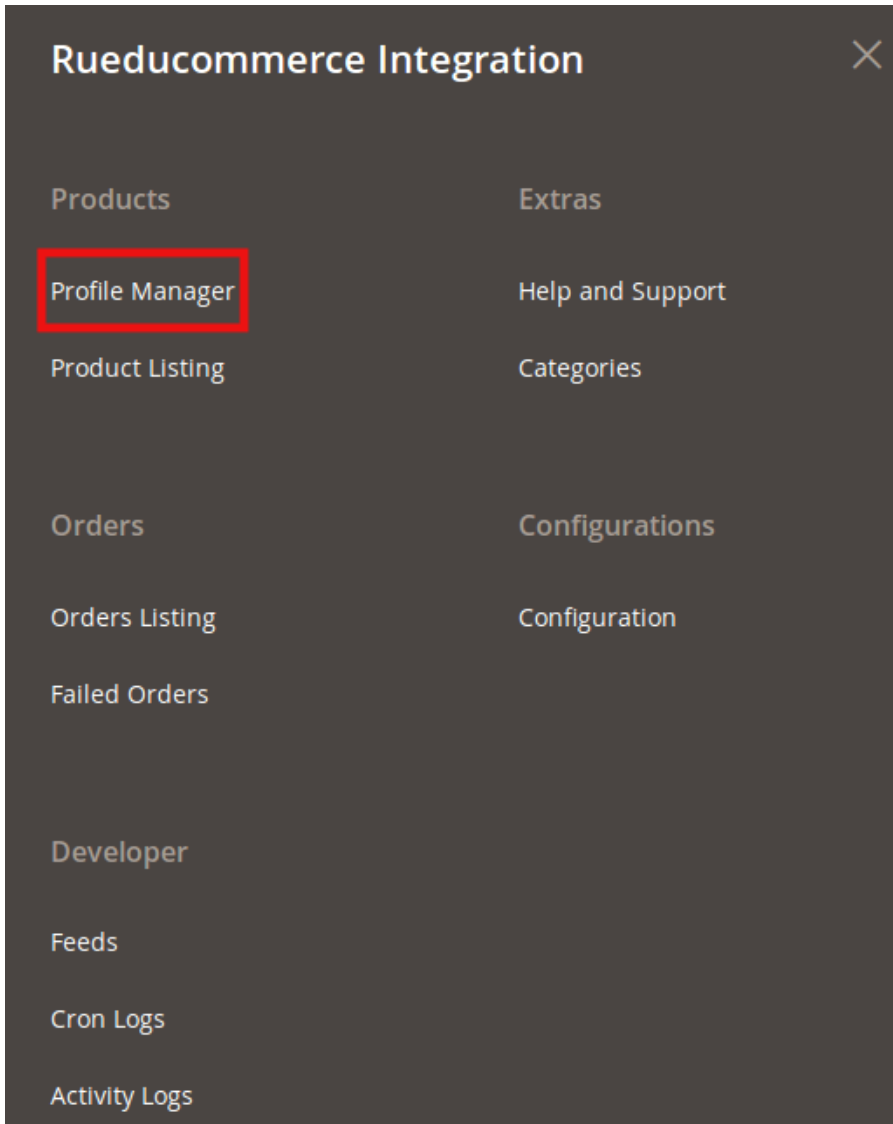 Rueducommerce Integration
Products
Profile Manager
Product Listing
Extras
Help and Support
Categories
Orders
Orders Listing
Failed Orders
Configurations
Configuration
Developer
Feeds
Cron Logs
Activity Logs